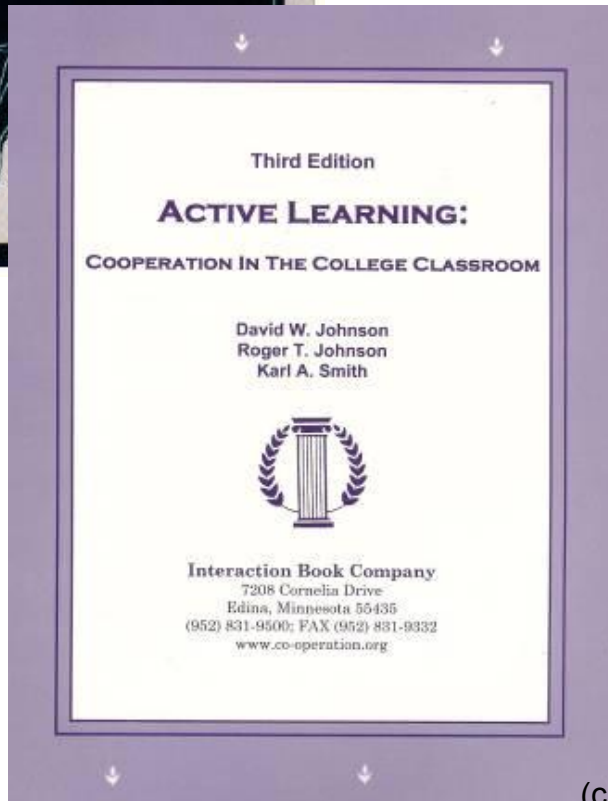 Third Edition
ACTIVE LEARNING:
COOPERATION IN THE COLLEGE CLASSROOM
David W. Johnson
Roger T. Johnson
Karl A. Smith
Interaction Book Company
7208 Cornelia Drive
Edina, Minnesota 55435
(952) 831-9500; FAX (952) 831-9332
www.co-operation.org
(c